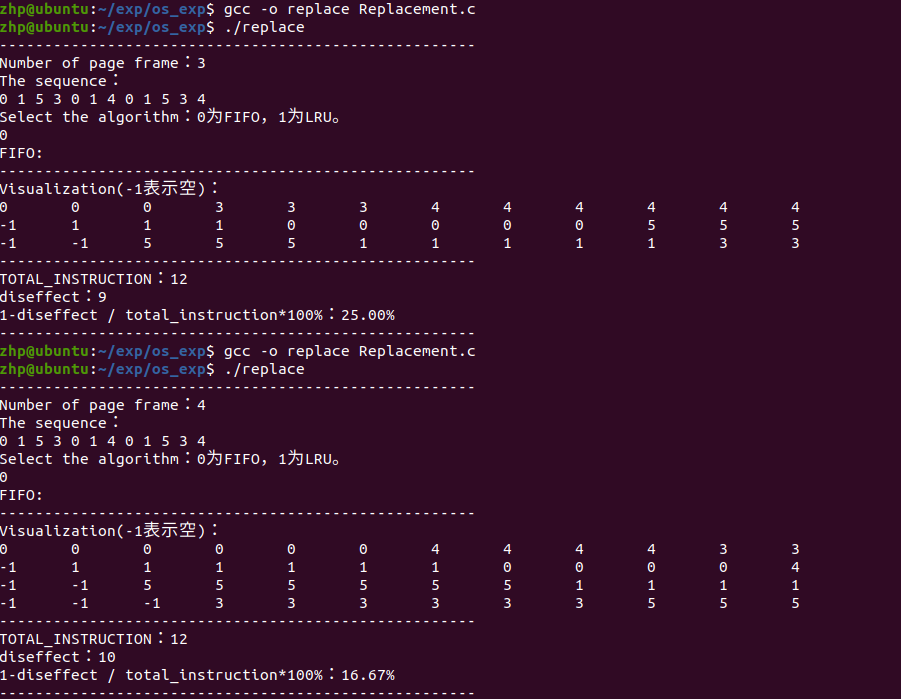 zhp@ubuntu:~/exp/os_exp$ gcc -o replace Replacement.c
zhp@ubuntu:~/exp/os_exp$ ./replace
-----------------------------------------------------
Number of page frame：3
The sequence：
0 1 5 3 0 1 4 0 1 5 3 4
Select the algorithm：0为FIFO，1为LRU。
0
FIFO:
-----------------------------------------------------
Visualization(-1表示空)：
0 0 0 3 3 3 4 4 4 4 4 4
-1 1 1 1 0 0 0 0 0 5 5 5
-1 -1 5 5 5 1 1 1 1 1 3 3
-----------------------------------------------------
TOTAL_INSTRUCTION：12
diseffect：9
1-diseffect / total_instruction*100%：25.00%
-----------------------------------------------------
zhp@ubuntu:~/exp/os_exp$ gcc -o replace Replacement.c
zhp@ubuntu:~/exp/os_exp$ ./replace
-----------------------------------------------------
Number of page frame：4
The sequence：
0 1 5 3 0 1 4 0 1 5 3 4
Select the algorithm：0为FIFO，1为LRU。
0
FIFO:
-----------------------------------------------------
Visualization(-1表示空)：
0 0 0 0 0 0 4 4 4 4 3 3
-1 1 1 1 1 1 1 0 0 0 0 4
-1 -1 5 5 5 5 5 5 1 1 1 1
-1 -1 -1 3 3 3 3 3 3 5 5 5
-----------------------------------------------------
TOTAL_INSTRUCTION：12
diseffect：10
1-diseffect / total_instruction*100%：16.67%
-----------------------------------------------------